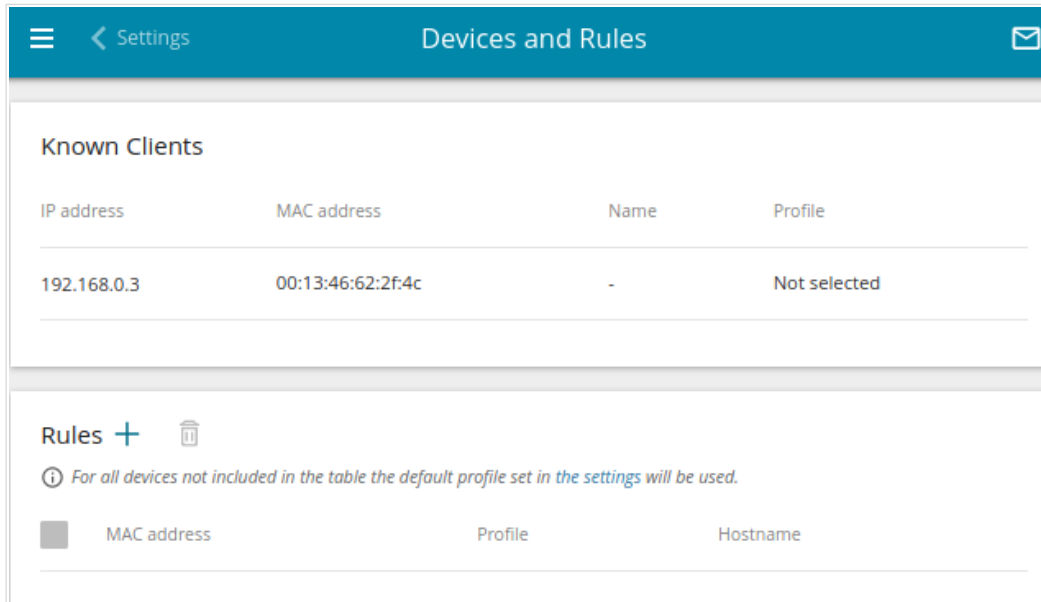 Settings
Devices and Rules
Known Clients
IP address MAC address Name Profile
192.168.0.3 00:13:46:62:2f:4c - Not selected
Rules
For all devices not included in the table the default profile set in the settings will be used.
MAC address Profile Hostname